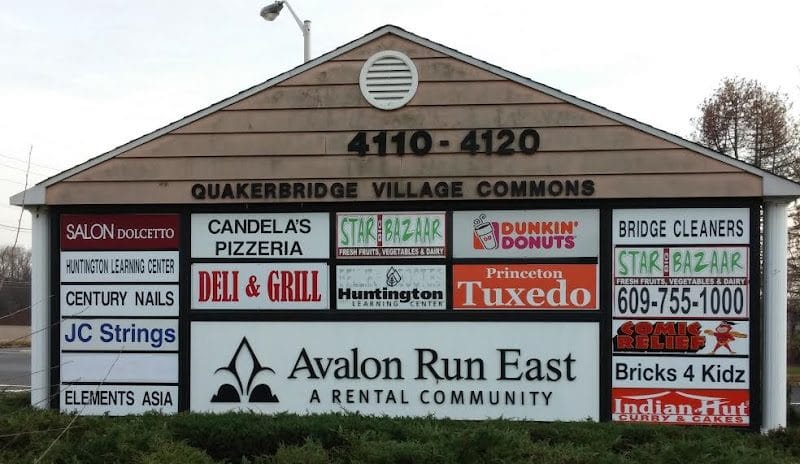 4110-4120
QUAKERBRIDGE VILLAGE COMMONS
SALON DOLCETTO
HUNTINGTON LEARNING CENTER
CENTURY NAILS
JC Strings
ELEMENTS ASIA
CANDELA'S
PIZZERIA
DELI & GRILL
STAR BIG BAZAAR
FRESH FRUITS, VEGETABLES & DAIRY
Huntington
LEARNING CENTER
DUNKIN'
DONUTS
Princeton
Tuxedo
Avalon Run East
A RENTAL COMMUNITY
BRIDGE CLEANERS
STAR BIG BAZAAR
FRESH FRUITS, VEGETABLES & DAIRY
609-755-1000
COMIC
RELIEF
Bricks 4 Kidz
Indian Hut
CURRY & CAKES